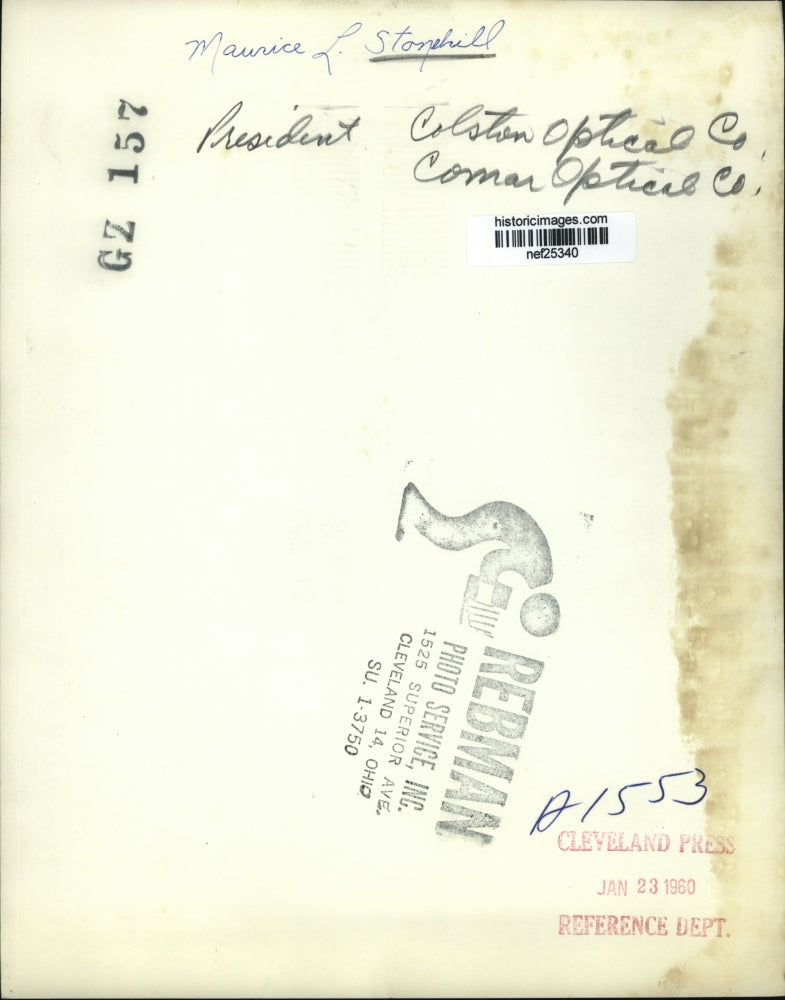 Maurice L. Stonehill
President Colston Optical Co.
Comar Optical Co.
GZ 157
historicimages.com
nef25340
REBMAN
PHOTO SERVICE, INC.
1525 SUPERIOR AVE.
CLEVELAND 14, OHIO
SU. 1-3750
A1553
CLEVELAND PRESS
JAN 23 1960
REFERENCE DEPT.